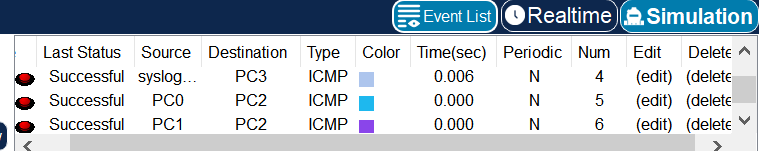 Event List Realtime Simulation
Last Status Source Destination Type Color Time(sec) Periodic Num Edit Delete
Successful syslog... PC3 ICMP 0.006 N 4 (edit) (delete
Successful PC0 PC2 ICMP 0.000 N 5 (edit) (delete
Successful PC1 PC2 ICMP 0.000 N 6 (edit) (delete